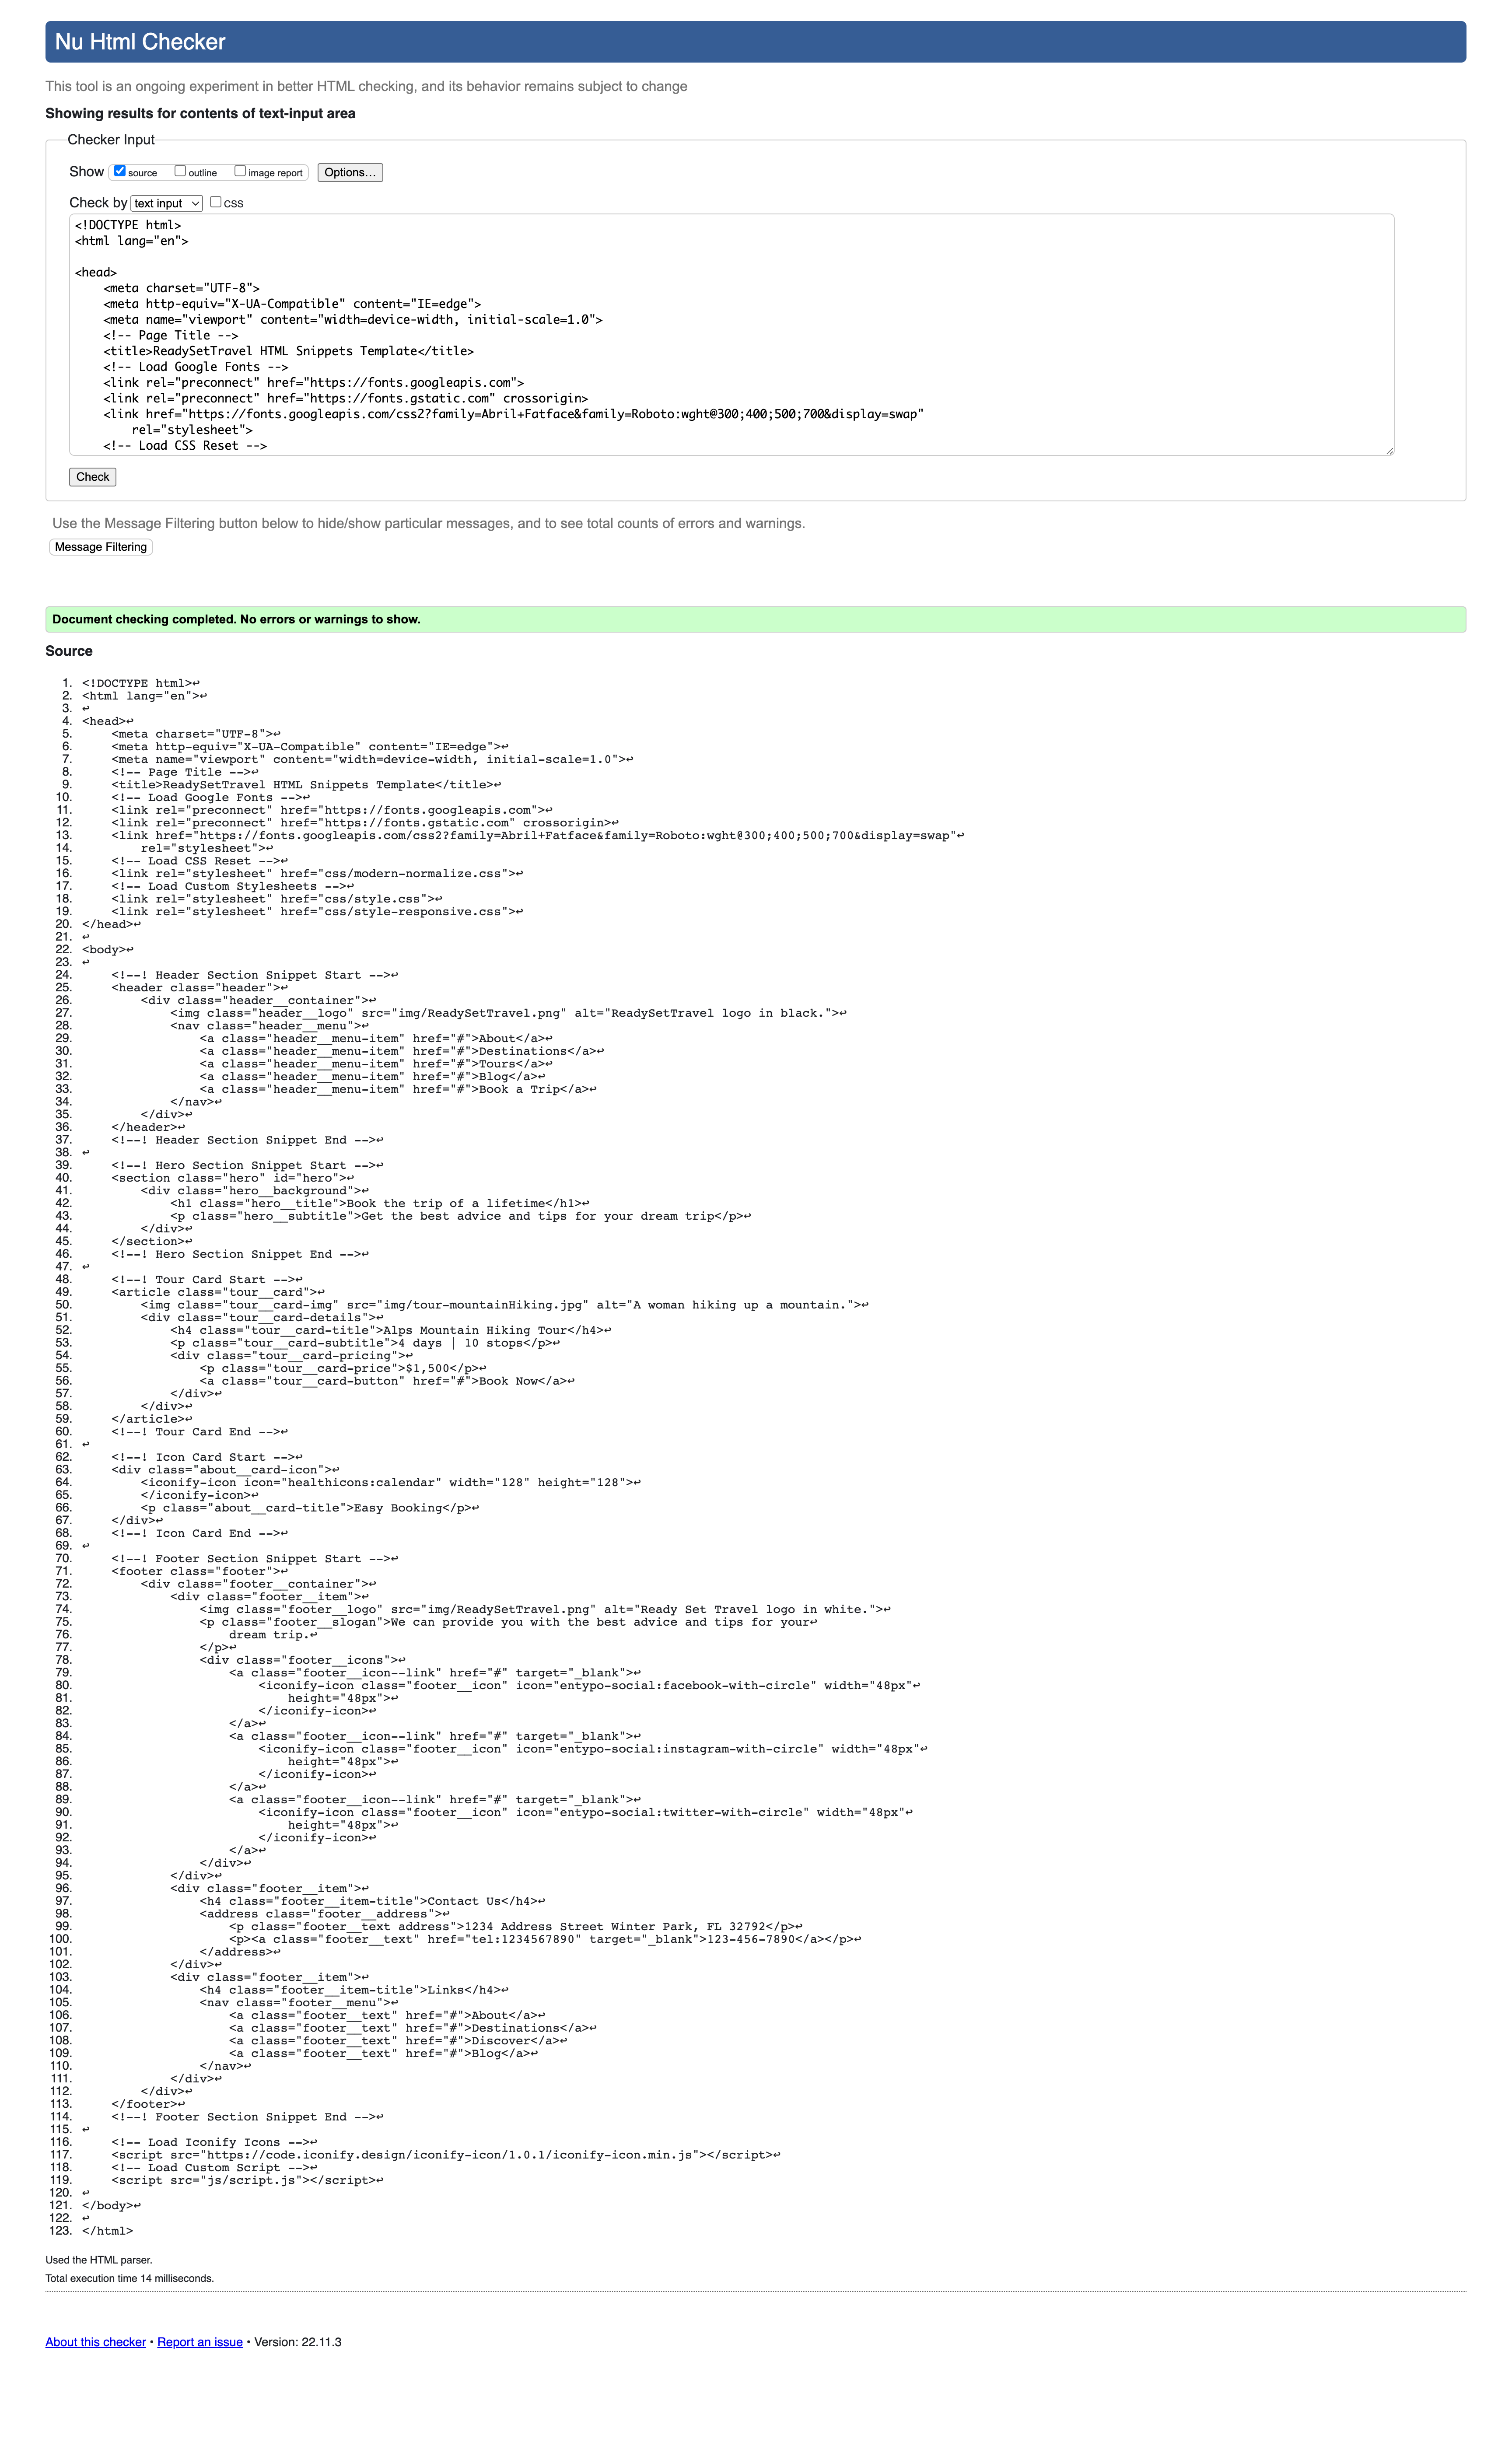 Nu Html Checker
This tool is an ongoing experiment in better HTML checking, and its behavior remains subject to change
Showing results for contents of text-input area
Checker Input
Show source outline image report Options...
Check by text input css
<!DOCTYPE html>
<html lang="en">
<head>
    <meta charset="UTF-8">
    <meta http-equiv="X-UA-Compatible" content="IE=edge">
    <meta name="viewport" content="width=device-width, initial-scale=1.0">
    <!-- Page Title -->
    <title>ReadySetTravel HTML Snippets Template</title>
    <!-- Load Google Fonts -->
    <link rel="preconnect" href="https://fonts.googleapis.com">
    <link rel="preconnect" href="https://fonts.gstatic.com" crossorigin>
    <link href="https://fonts.googleapis.com/css2?family=Abril+Fatface&family=Roboto:wght@300;400;500;700&display=swap"
        rel="stylesheet">
    <!-- Load CSS Reset -->
Check
Use the Message Filtering button below to hide/show particular messages, and to see total counts of errors and warnings.
Message Filtering
Document checking completed. No errors or warnings to show.
Source
1. <!DOCTYPE html>↩
2. <html lang="en">↩
3. ↩
4. <head>↩
5.     <meta charset="UTF-8">↩
6.     <meta http-equiv="X-UA-Compatible" content="IE=edge">↩
7.     <meta name="viewport" content="width=device-width, initial-scale=1.0">↩
8.     <!-- Page Title -->↩
9.     <title>ReadySetTravel HTML Snippets Template</title>↩
10.     <!-- Load Google Fonts -->↩
11.     <link rel="preconnect" href="https://fonts.googleapis.com">↩
12.     <link rel="preconnect" href="https://fonts.gstatic.com" crossorigin>↩
13.     <link href="https://fonts.googleapis.com/css2?family=Abril+Fatface&family=Roboto:wght@300;400;500;700&display=swap"↩
14.         rel="stylesheet">↩
15.     <!-- Load CSS Reset -->↩
16.     <link rel="stylesheet" href="css/modern-normalize.css">↩
17.     <!-- Load Custom Stylesheets -->↩
18.     <link rel="stylesheet" href="css/style.css">↩
19.     <link rel="stylesheet" href="css/style-responsive.css">↩
20. </head>↩
21. ↩
22. <body>↩
23. ↩
24.     <!--! Header Section Snippet Start -->↩
25.     <header class="header">↩
26.         <div class="header__container">↩
27.             <img class="header__logo" src="img/ReadySetTravel.png" alt="ReadySetTravel logo in black.">↩
28.             <nav class="header__menu">↩
29.                 <a class="header__menu-item" href="#">About</a>↩
30.                 <a class="header__menu-item" href="#">Destinations</a>↩
31.                 <a class="header__menu-item" href="#">Tours</a>↩
32.                 <a class="header__menu-item" href="#">Blog</a>↩
33.                 <a class="header__menu-item" href="#">Book a Trip</a>↩
34.             </nav>↩
35.         </div>↩
36.     </header>↩
37.     <!--! Header Section Snippet End -->↩
38. ↩
39.     <!--! Hero Section Snippet Start -->↩
40.     <section class="hero" id="hero">↩
41.         <div class="hero__background">↩
42.             <h1 class="hero__title">Book the trip of a lifetime</h1>↩
43.             <p class="hero__subtitle">Get the best advice and tips for your dream trip</p>↩
44.         </div>↩
45.     </section>↩
46.     <!--! Hero Section Snippet End -->↩
47. ↩
48.     <!--! Tour Card Start -->↩
49.     <article class="tour__card">↩
50.         <img class="tour__card-img" src="img/tour-mountainHiking.jpg" alt="A woman hiking up a mountain.">↩
51.         <div class="tour__card-details">↩
52.             <h4 class="tour__card-title">Alps Mountain Hiking Tour</h4>↩
53.             <p class="tour__card-subtitle">4 days | 10 stops</p>↩
54.             <div class="tour__card-pricing">↩
55.                 <p class="tour__card-price">$1,500</p>↩
56.                 <a class="tour__card-button" href="#">Book Now</a>↩
57.             </div>↩
58.         </div>↩
59.     </article>↩
60.     <!--! Tour Card End -->↩
61. ↩
62.     <!--! Icon Card Start -->↩
63.     <div class="about__card-icon">↩
64.         <iconify-icon icon="healthicons:calendar" width="128" height="128">↩
65.         </iconify-icon>↩
66.         <p class="about__card-title">Easy Booking</p>↩
67.     </div>↩
68.     <!--! Icon Card End -->↩
69. ↩
70.     <!--! Footer Section Snippet Start -->↩
71.     <footer class="footer">↩
72.         <div class="footer__container">↩
73.             <div class="footer__item">↩
74.                 <img class="footer__logo" src="img/ReadySetTravel.png" alt="Ready Set Travel logo in white.">↩
75.                 <p class="footer__slogan">We can provide you with the best advice and tips for your↩
76.                     dream trip.↩
77.                 </p>↩
78.                 <div class="footer__icons">↩
79.                     <a class="footer__icon--link" href="#" target="_blank">↩
80.                         <iconify-icon class="footer__icon" icon="entypo-social:facebook-with-circle" width="48px"↩
81.                             height="48px">↩
82.                         </iconify-icon>↩
83.                     </a>↩
84.                     <a class="footer__icon--link" href="#" target="_blank">↩
85.                         <iconify-icon class="footer__icon" icon="entypo-social:instagram-with-circle" width="48px"↩
86.                             height="48px">↩
87.                         </iconify-icon>↩
88.                     </a>↩
89.                     <a class="footer__icon--link" href="#" target="_blank">↩
90.                         <iconify-icon class="footer__icon" icon="entypo-social:twitter-with-circle" width="48px"↩
91.                             height="48px">↩
92.                         </iconify-icon>↩
93.                     </a>↩
94.                 </div>↩
95.             </div>↩
96.             <div class="footer__item">↩
97.                 <h4 class="footer__item-title">Contact Us</h4>↩
98.                 <address class="footer__address">↩
99.                     <p class="footer__text address">1234 Address Street Winter Park, FL 32792</p>↩
100.                     <p><a class="footer__text" href="tel:1234567890" target="_blank">123-456-7890</a></p>↩
101.                 </address>↩
102.             </div>↩
103.             <div class="footer__item">↩
104.                 <h4 class="footer__item-title">Links</h4>↩
105.                 <nav class="footer__menu">↩
106.                     <a class="footer__text" href="#">About</a>↩
107.                     <a class="footer__text" href="#">Destinations</a>↩
108.                     <a class="footer__text" href="#">Discover</a>↩
109.                     <a class="footer__text" href="#">Blog</a>↩
110.                 </nav>↩
111.             </div>↩
112.         </div>↩
113.     </footer>↩
114.     <!--! Footer Section Snippet End -->↩
115. ↩
116.     <!-- Load Iconify Icons -->↩
117.     <script src="https://code.iconify.design/iconify-icon/1.0.1/iconify-icon.min.js"></script>↩
118.     <!-- Load Custom Script -->↩
119.     <script src="js/script.js"></script>↩
120. ↩
121. </body>↩
122. ↩
123. </html>
Used the HTML parser.
Total execution time 14 milliseconds.
About this checker • Report an issue • Version: 22.11.3